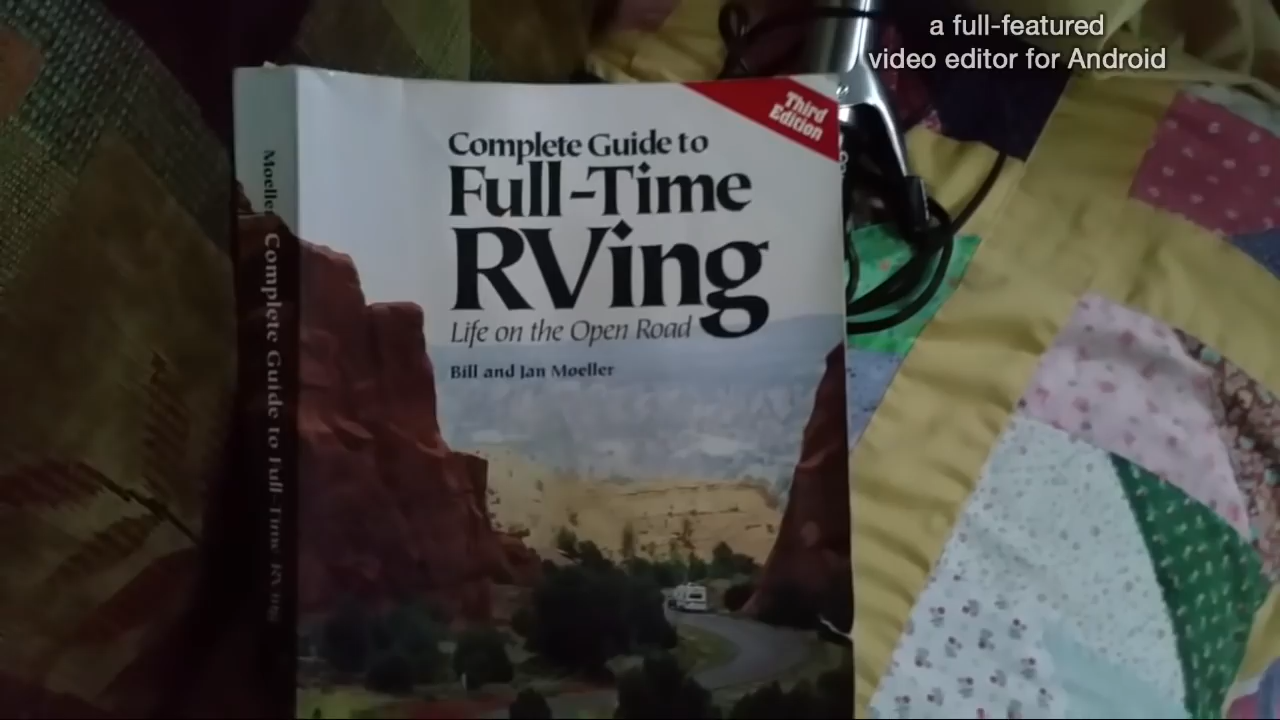 a full-featured
video editor for Android
Third
Edition
Complete Guide to
Full-Time
RVing
Life on the Open Road
Bill and Jan Moeller
Moeller Complete Guide to Full-Time RVing